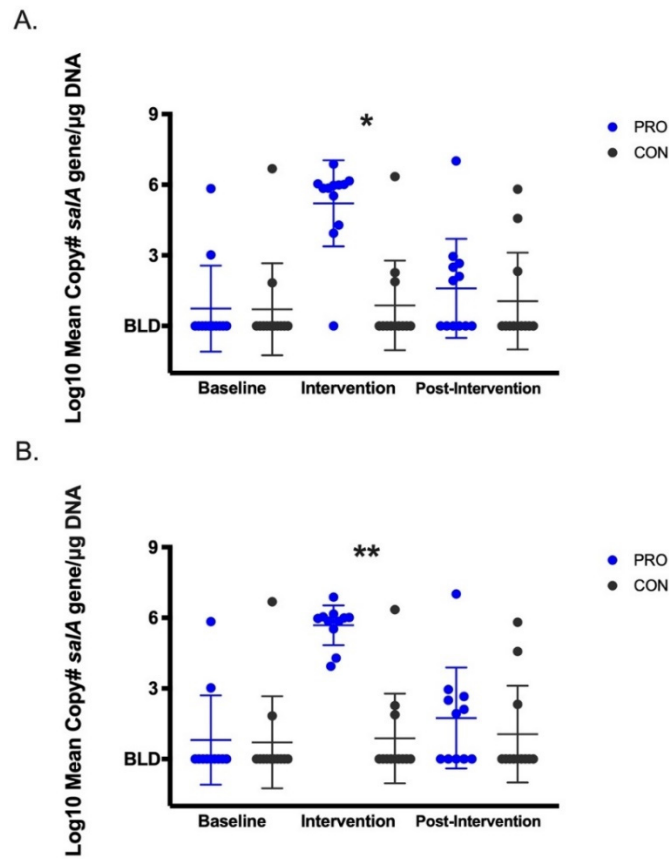 A.
Log10 Mean Copy# salA gene/µg DNA
9
6
3
BLD
*
PRO
CON
Baseline
Intervention
Post-Intervention
B.
Log10 Mean Copy# salA gene/µg DNA
9
6
3
BLD
**
PRO
CON
Baseline
Intervention
Post-Intervention